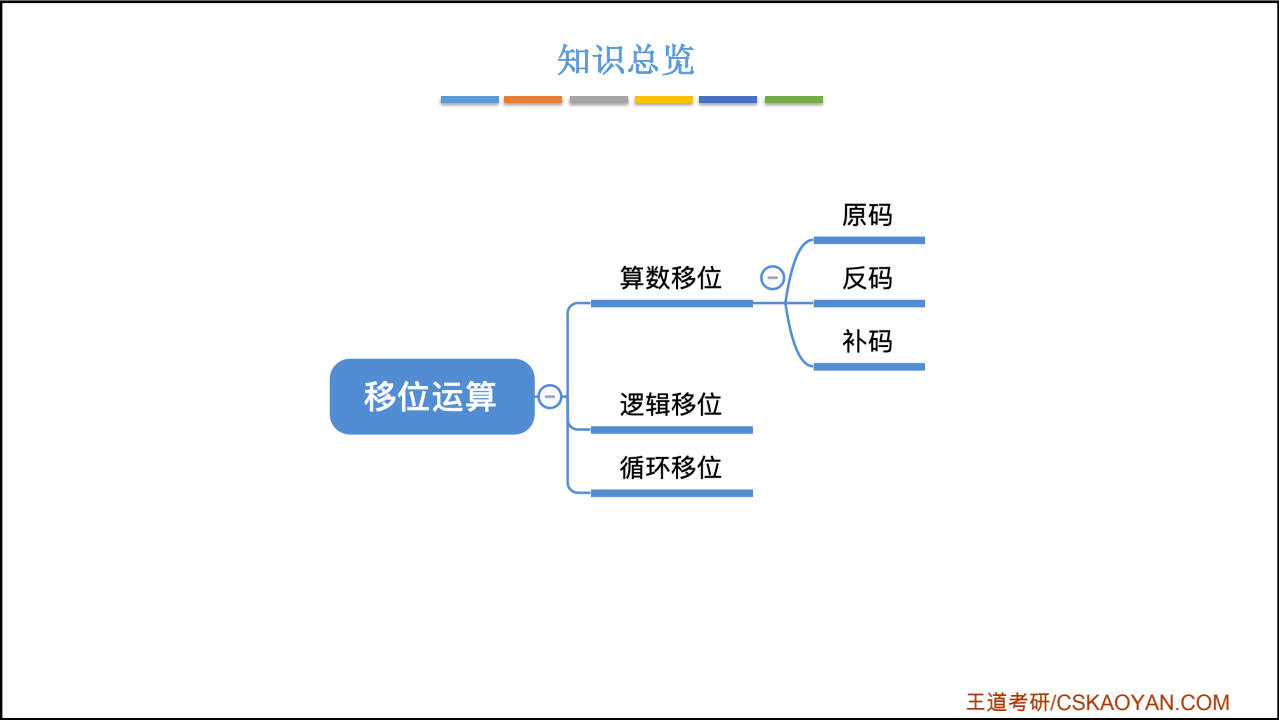 知识总览
原码
算数移位
反码
补码
移位运算
逻辑移位
循环移位
王道考研/CSKAOYAN.COM